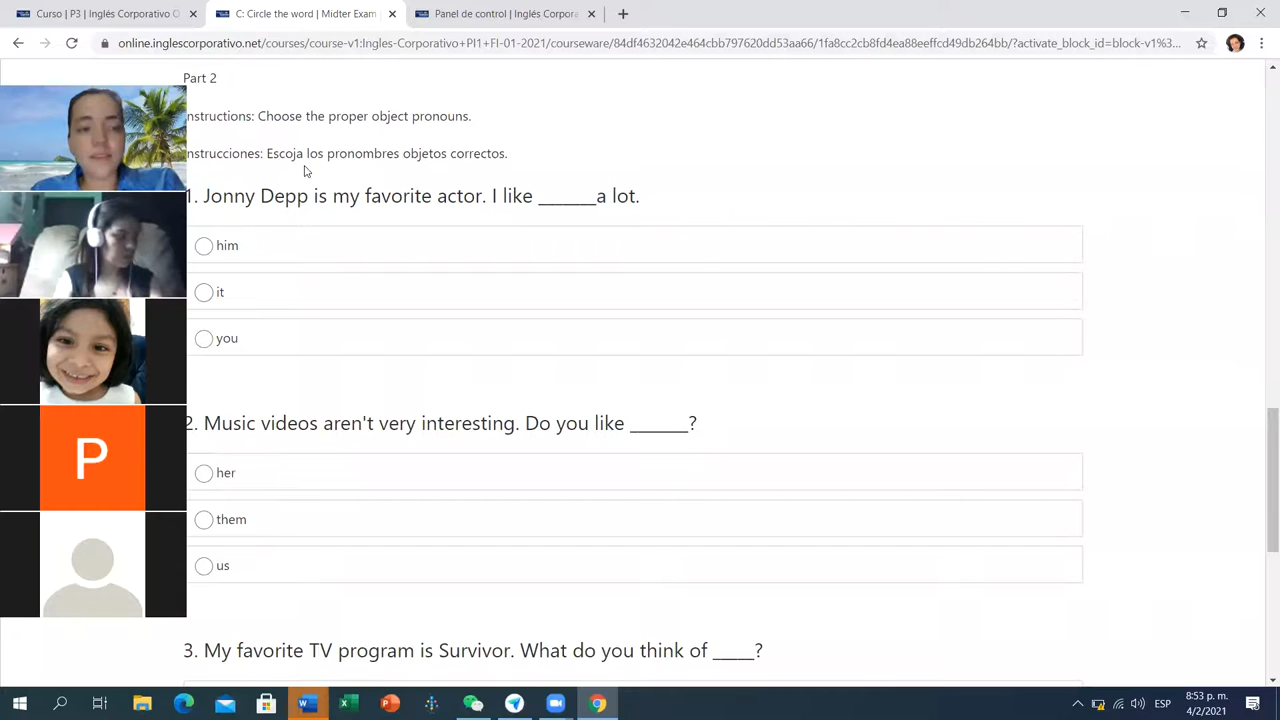 Curso | P3 | Inglés Corporativo O
C: Circle the word | Midter Exam
Panel de control | Inglés Corpora
online.inglescorporativo.net/courses/course-v1:Ingles-Corporativo+PI1+FI-01-2021/courseware/84df4632042e464cbb797620dd53aa66/1fa8cc2cb8fd4ea88eeffcd49db264bb/?activate_block_id=block-v1%3...
Part 2
nstructions: Choose the proper object pronouns.
nstrucciones: Escoja los pronombres objetos correctos.
1. Jonny Depp is my favorite actor. I like _______a lot.
him
it
you
2. Music videos aren't very interesting. Do you like ______?
her
them
us
3. My favorite TV program is Survivor. What do you think of _____?
P
ESP
8:53 p. m.
4/2/2021